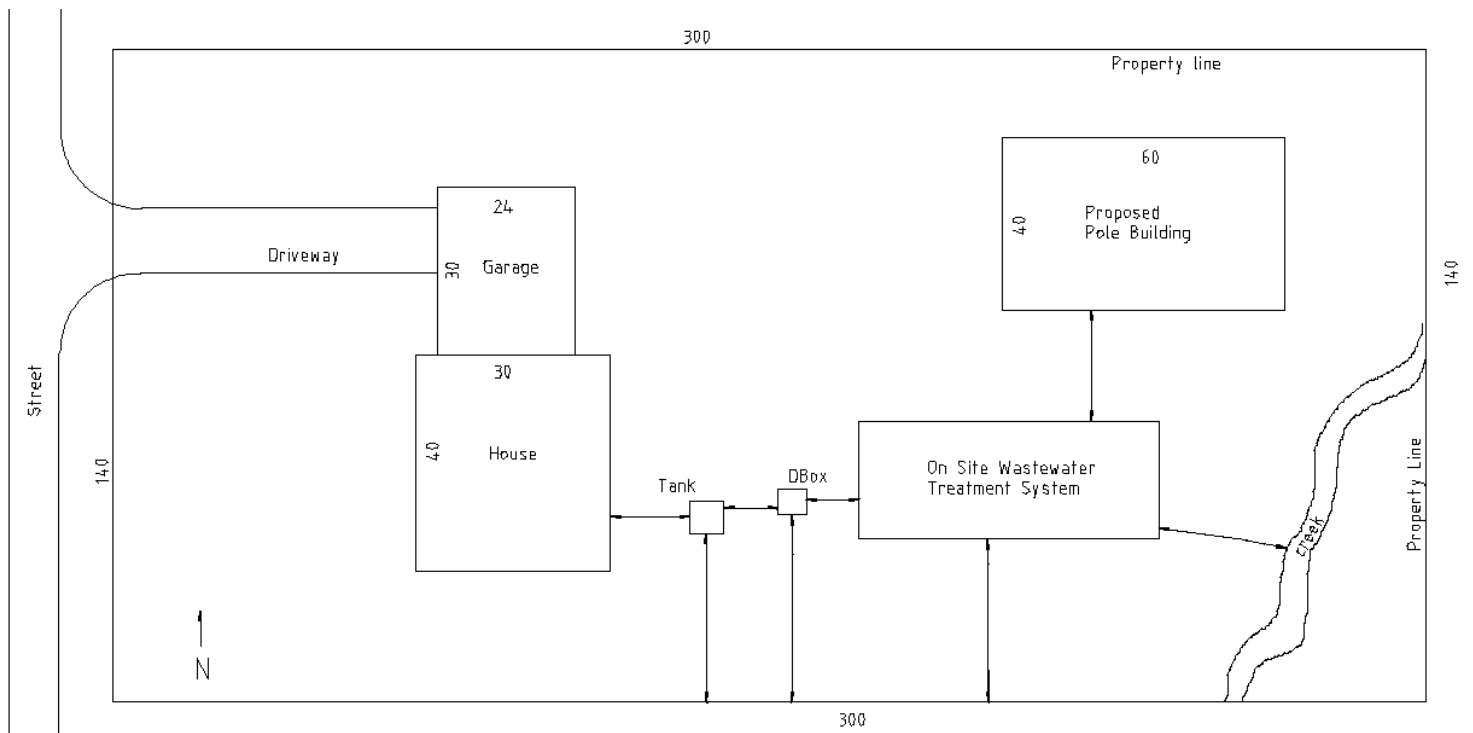 300
Property line
60
40
Proposed
Pole Building
24
30
Garage
Driveway
140
Street
30
40
House
140
Tank
DBox
On Site Wastewater
Treatment System
Creek
Property Line
N
300